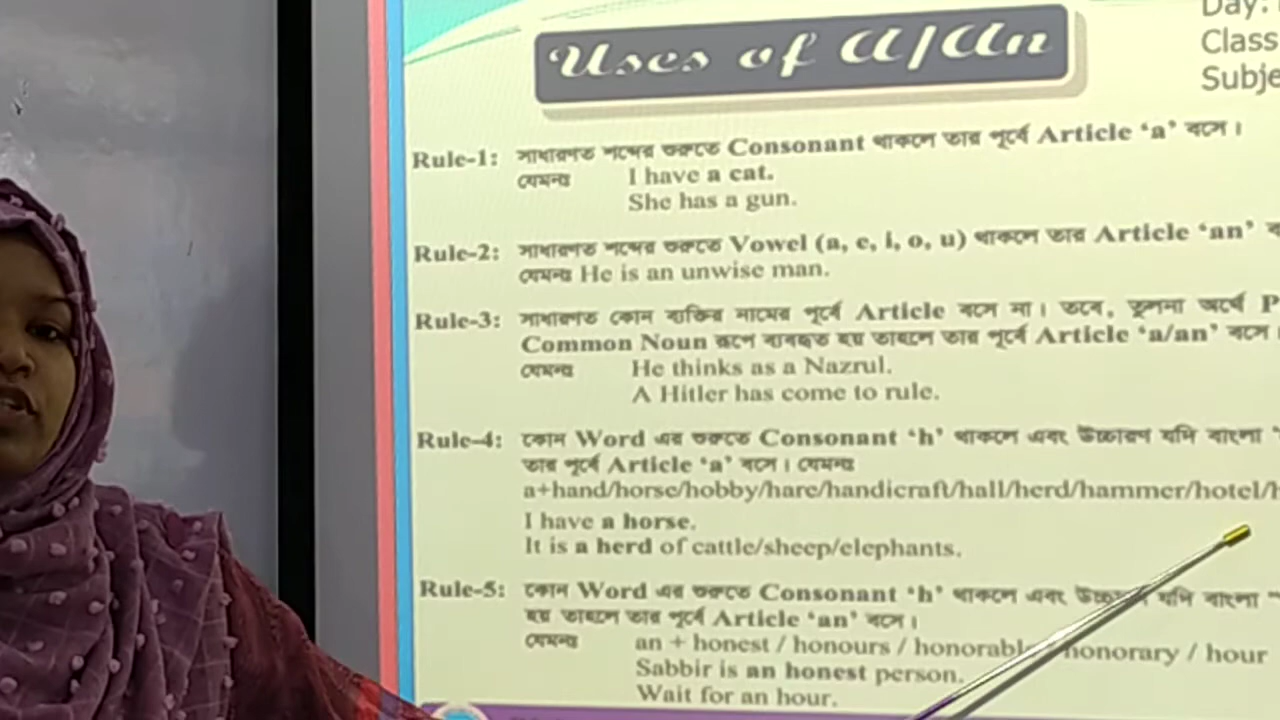 Uses of A/An
Day:
Class
Subje
Rule-1: সাধারণত শব্দের শুরুতে Consonant থাকলে তার পূর্বে Article 'a' বসে।
যেমনঃ I have a cat.
She has a gun.
Rule-2: সাধারণত শব্দের শুরুতে Vowel (a, e, i, o, u) থাকলে তার Article 'an'
যেমনঃ He is an unwise man.
Rule-3: সাধারণত কোন ব্যক্তির নামের পূর্বে Article বসে না। তবে, তুলনা অর্থে P
Common Noun রূপে ব্যবহৃত হয় তাহলে তার পূর্বে Article 'a/an' বসে
যেমনঃ He thinks as a Nazrul.
A Hitler has come to rule.
Rule-4: কোন Word এর শুরুতে Consonant 'h' থাকলে এবং উচ্চারণ যদি বাংলা
তার পূর্বে Article 'a' বসে। যেমনঃ
a+hand/horse/hobby/hare/handicraft/hall/herd/hammer/hotel/h
I have a horse.
It is a herd of cattle/sheep/elephants.
Rule-5: কোন Word এর শুরুতে Consonant 'h' থাকলে এবং উচ্চারণ যদি বাংলা
হয় তাহলে তার পূর্বে Article 'an' বসে।
যেমনঃ an + honest / honours / honorable / honorary / hour
Sabbir is an honest person.
Wait for an hour.